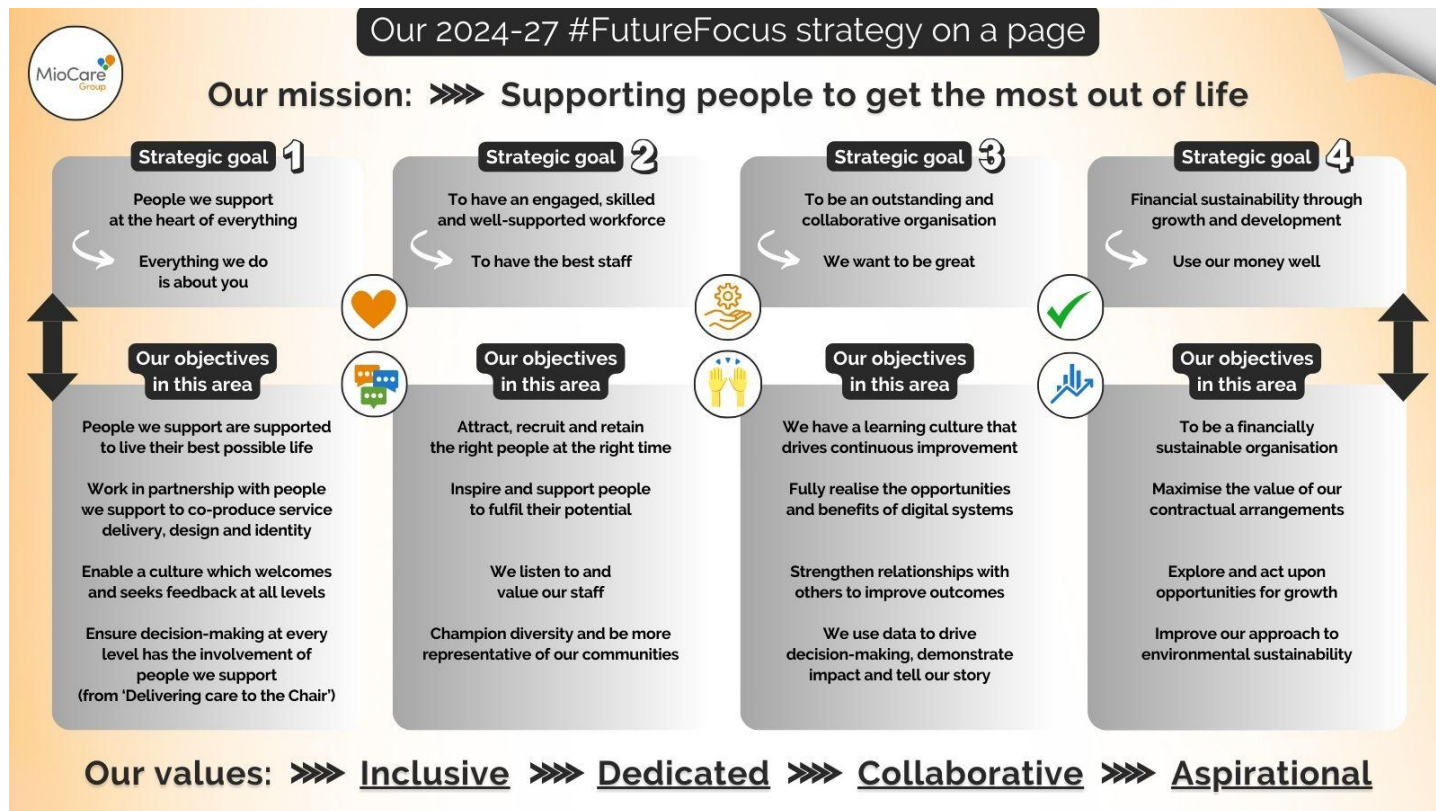 Our 2024-27 #FutureFocus strategy on a page
MioCare
Group
Our mission: Supporting people to get the most out of life
Strategic goal 1
People we support
at the heart of everything
Everything we do
is about you
Strategic goal 2
To have an engaged, skilled
and well-supported workforce
To have the best staff
Strategic goal 3
To be an outstanding and
collaborative organisation
We want to be great
Strategic goal 4
Financial sustainability through
growth and development
Use our money well
Our objectives
in this area
People we support are supported
to live their best possible life
Work in partnership with people
we support to co-produce service
delivery, design and identity
Enable a culture which welcomes
and seeks feedback at all levels
Ensure decision-making at every
level has the involvement of
people we support
(from ‘Delivering care to the Chair’)
Our objectives
in this area
Attract, recruit and retain
the right people at the right time
Inspire and support people
to fulfil their potential
We listen to and
value our staff
Champion diversity and be more
representative of our communities
Our objectives
in this area
We have a learning culture that
drives continuous improvement
Fully realise the opportunities
and benefits of digital systems
Strengthen relationships with
others to improve outcomes
We use data to drive
decision-making, demonstrate
impact and tell our story
Our objectives
in this area
To be a financially
sustainable organisation
Maximise the value of our
contractual arrangements
Explore and act upon
opportunities for growth
Improve our approach to
environmental sustainability
Our values: Inclusive Dedicated Collaborative Aspirational